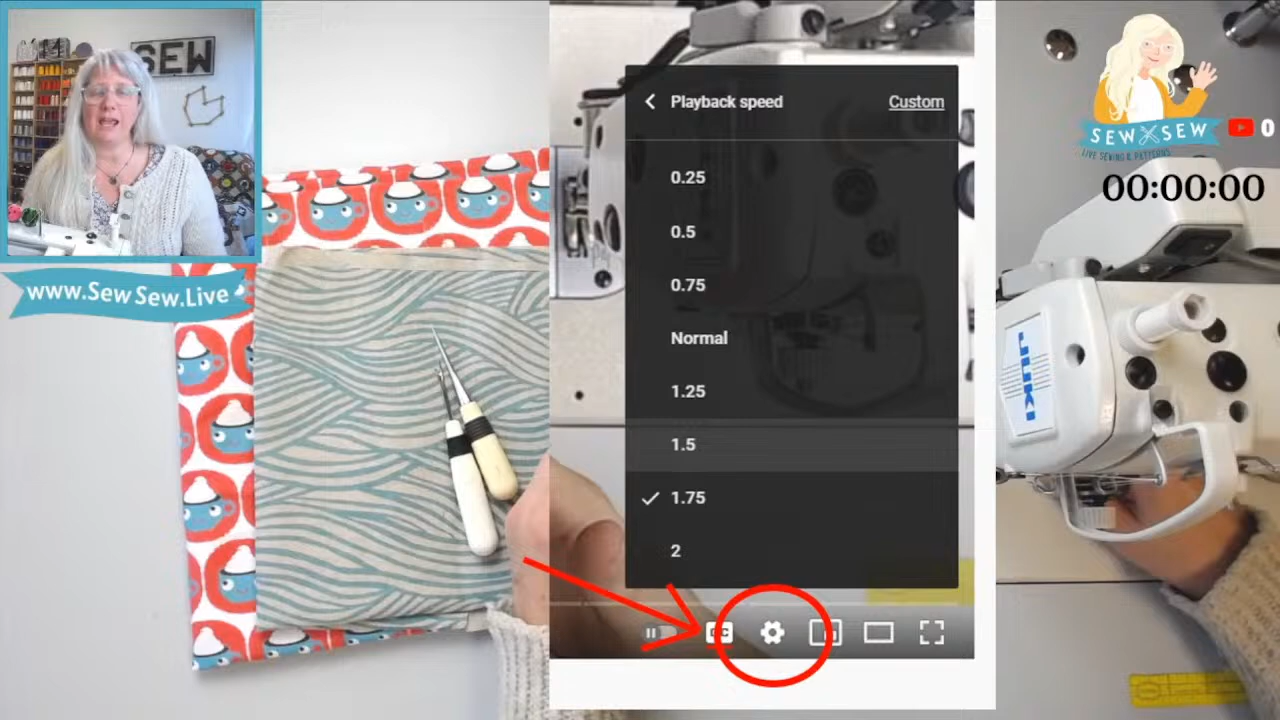 SEW
www.SewSew.Live
Playback speed
Custom
0.25
0.5
0.75
Normal
1.25
1.5
1.75
2
CC
SEW SEW
LIVE SEWING & PATTERNS
0
00:00:00
JUKI